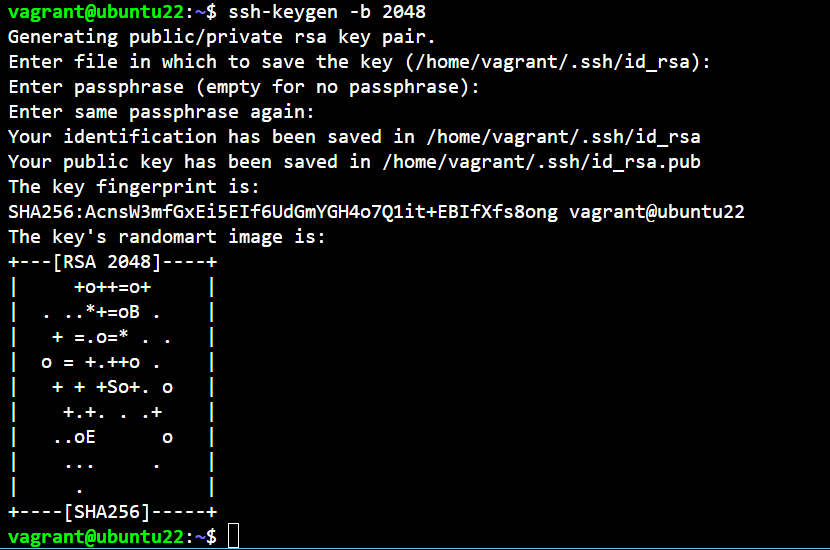 vagrant@ubuntu22:~$ ssh-keygen -b 2048
Generating public/private rsa key pair.
Enter file in which to save the key (/home/vagrant/.ssh/id_rsa):
Enter passphrase (empty for no passphrase):
Enter same passphrase again:
Your identification has been saved in /home/vagrant/.ssh/id_rsa
Your public key has been saved in /home/vagrant/.ssh/id_rsa.pub
The key fingerprint is:
SHA256:AcnsW3mfGxEi5EIf6UdGmYGH4o7Q1it+EBIfXfs8ong vagrant@ubuntu22
The key's randomart image is:
+---[RSA 2048]----+
|     +o++=o+     |
|  . ..*+=oB .    |
|   + =.o=* . .   |
|  o = +.++o .    |
|   + + +So+. o   |
|    +.+. . .+    |
|   ..oE      o   |
|    ...     .    |
|     .           |
+----[SHA256]-----+
vagrant@ubuntu22:~$